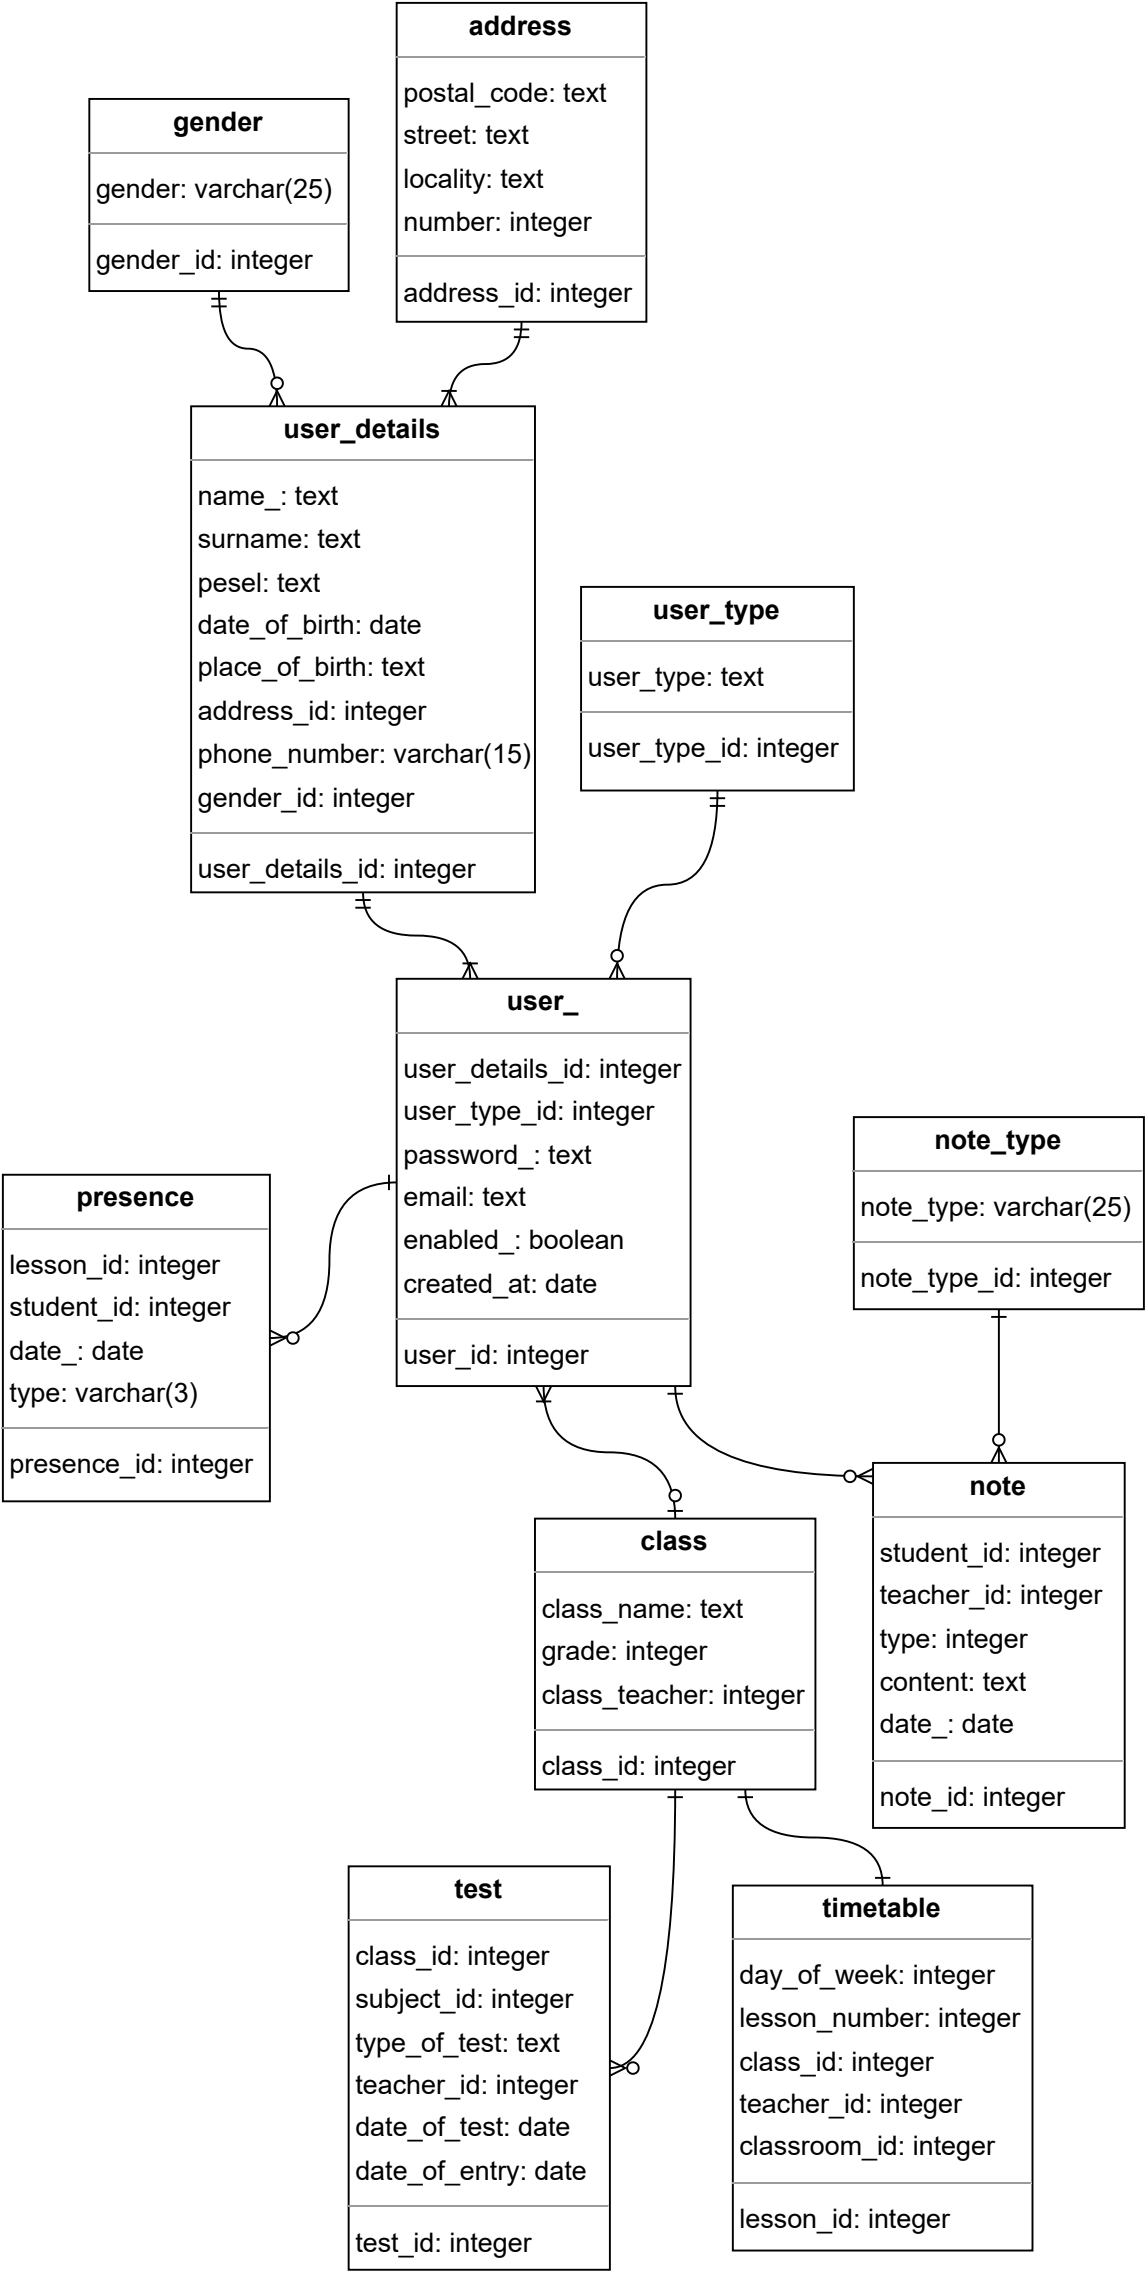 address
postal_code: text
street: text
locality: text
number: integer
address_id: integer
gender
gender: varchar(25)
gender_id: integer
user_details
name_: text
surname: text
pesel: text
date_of_birth: date
place_of_birth: text
address_id: integer
phone_number: varchar(15)
gender_id: integer
user_details_id: integer
user_type
user_type: text
user_type_id: integer
user_
user_details_id: integer
user_type_id: integer
password_: text
email: text
enabled_: boolean
created_at: date
user_id: integer
note_type
note_type: varchar(25)
note_type_id: integer
presence
lesson_id: integer
student_id: integer
date_: date
type: varchar(3)
presence_id: integer
note
student_id: integer
teacher_id: integer
type: integer
content: text
date_: date
note_id: integer
class
class_name: text
grade: integer
class_teacher: integer
class_id: integer
test
class_id: integer
subject_id: integer
type_of_test: text
teacher_id: integer
date_of_test: date
date_of_entry: date
test_id: integer
timetable
day_of_week: integer
lesson_number: integer
class_id: integer
teacher_id: integer
classroom_id: integer
lesson_id: integer